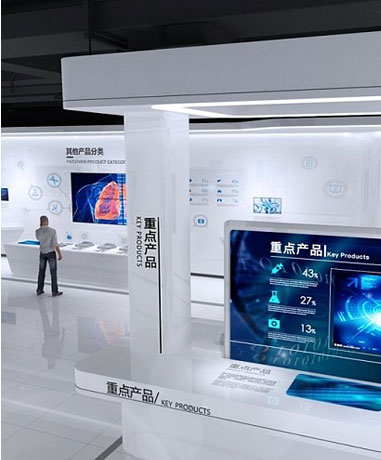 其他产品分类
重点产品
KEY PRODUCTS
重点产品 Key Products
43%
27%
13%
重点产品
重点产品/ KEY PRODUCTS